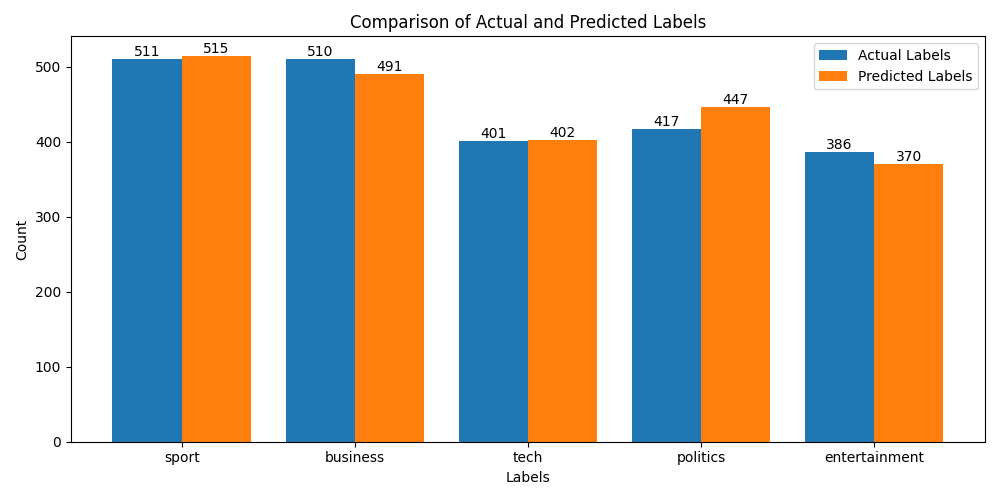 Comparison of Actual and Predicted Labels
Actual Labels
Predicted Labels
511 515 510 491 401 402 417 447 386 370
Count
500
400
300
200
100
0
sport business tech politics entertainment
Labels